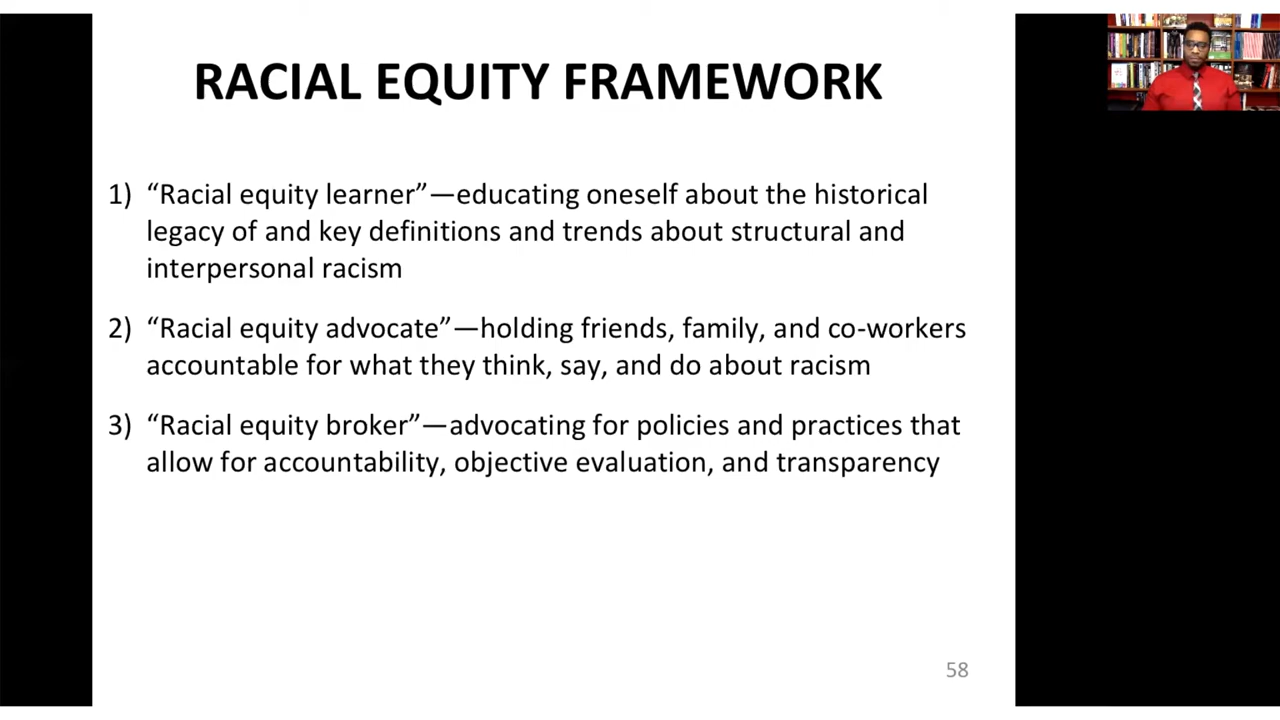 RACIAL EQUITY FRAMEWORK
1) “Racial equity learner”—educating oneself about the historical
legacy of and key definitions and trends about structural and
interpersonal racism
2) “Racial equity advocate”—holding friends, family, and co-workers
accountable for what they think, say, and do about racism
3) “Racial equity broker”—advocating for policies and practices that
allow for accountability, objective evaluation, and transparency
58